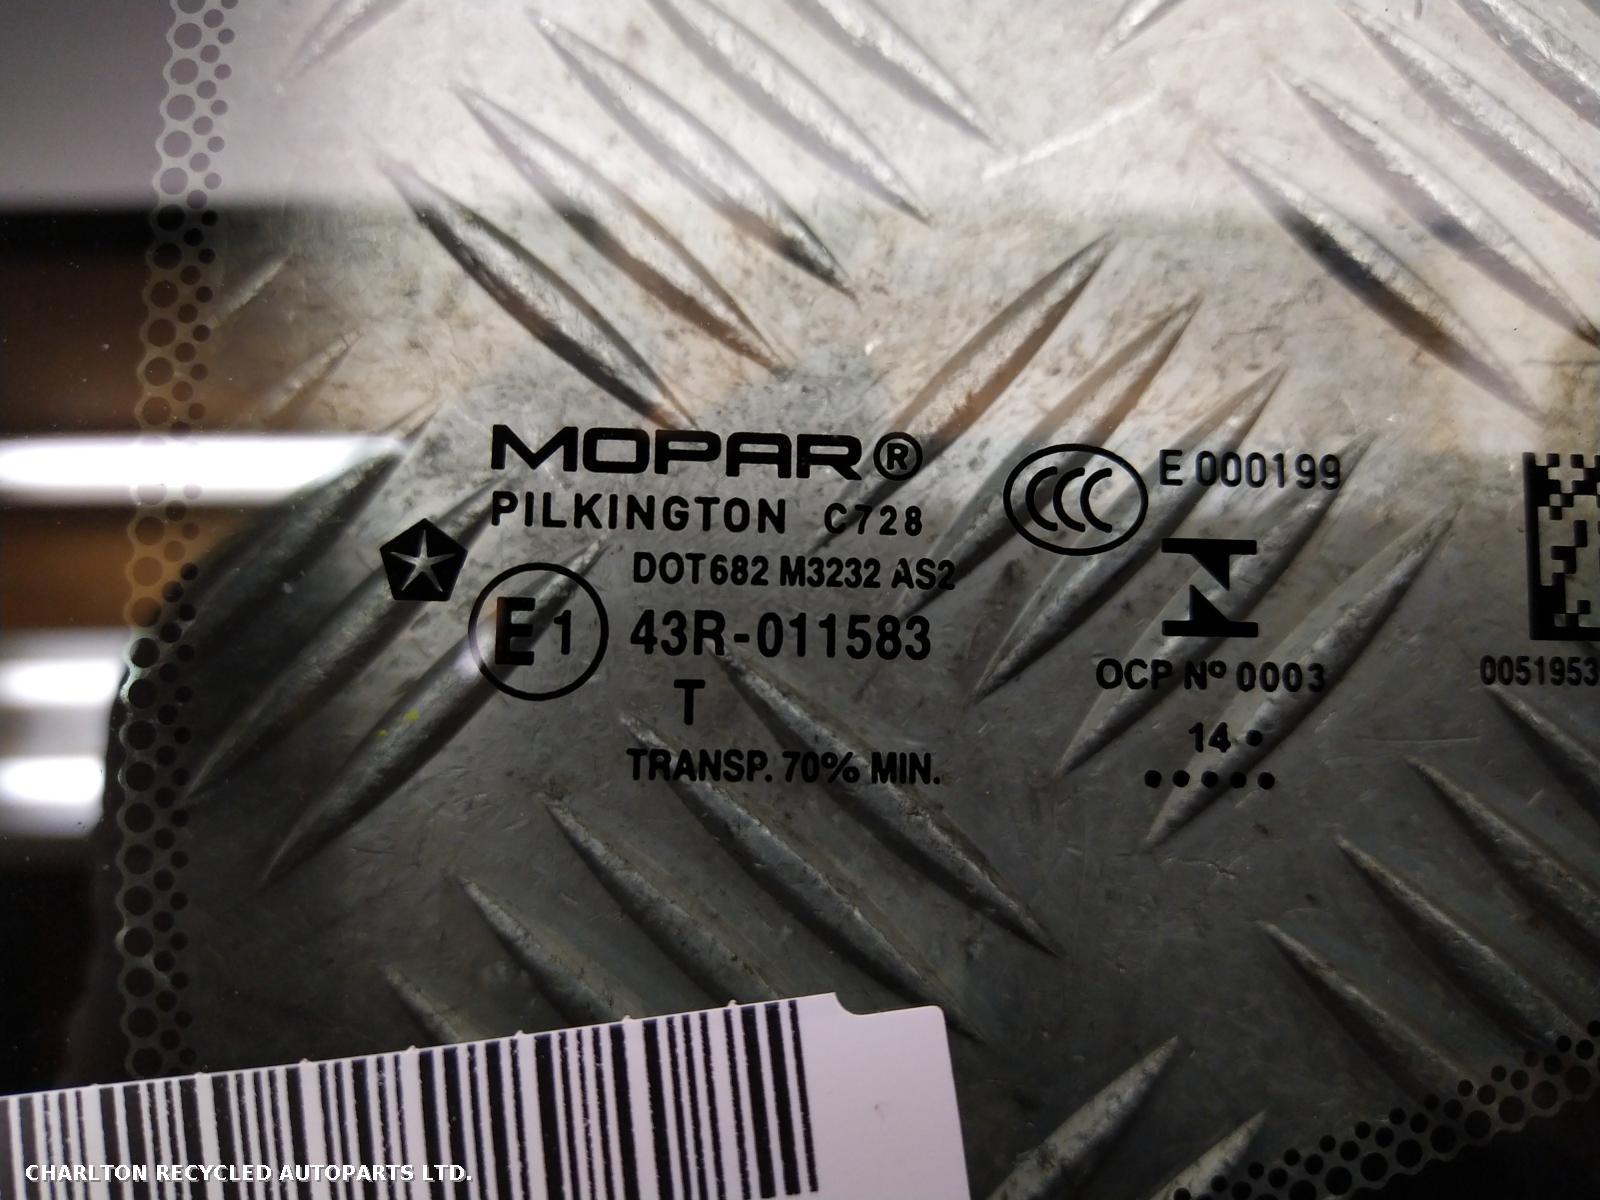 MOPAR®
PILKINGTON C728
DOT682 M3232 AS2
E1 43R-011583
T
TRANSP. 70% MIN.
CCC E000199
OCP Nº 0003
14 •
•••••
0051953
CHARLTON RECYCLED AUTOPARTS LTD.